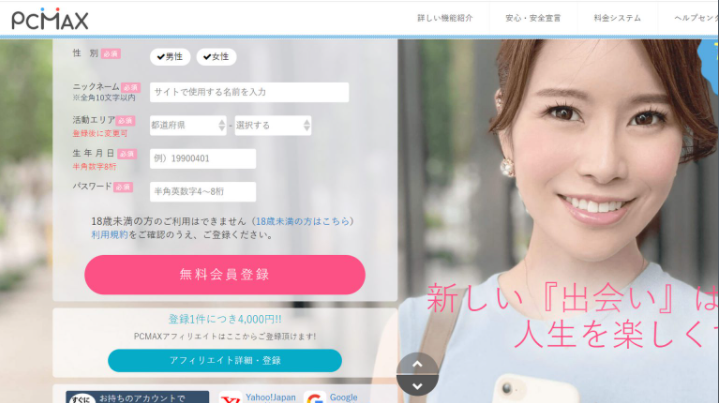 PCMAX
詳しい機能紹介 安心・安全宣言 料金システム ヘルプセンタ
性 別 必須 男性 女性
ニックネーム 必須
※全角10文字以内
サイトで使用する名前を入力
活動エリア 必須
登録後に変更可
都道府県 - 選択する
生年月日 必須
半角数字8桁
例）19900401
パスワード 必須
半角英数字4～8桁
18歳未満の方のご利用はできません（18歳未満の方はこちら）
利用規約をご確認のうえ、ご登録ください。
無料会員登録
新しい『出会い』は
人生を楽しく
登録1件につき4,000円!!
PCMAXアフィリエイトはここからご登録頂けます!
アフィリエイト詳細・登録
すぐに お持ちのアカウントで
Yahoo!Japan
Google